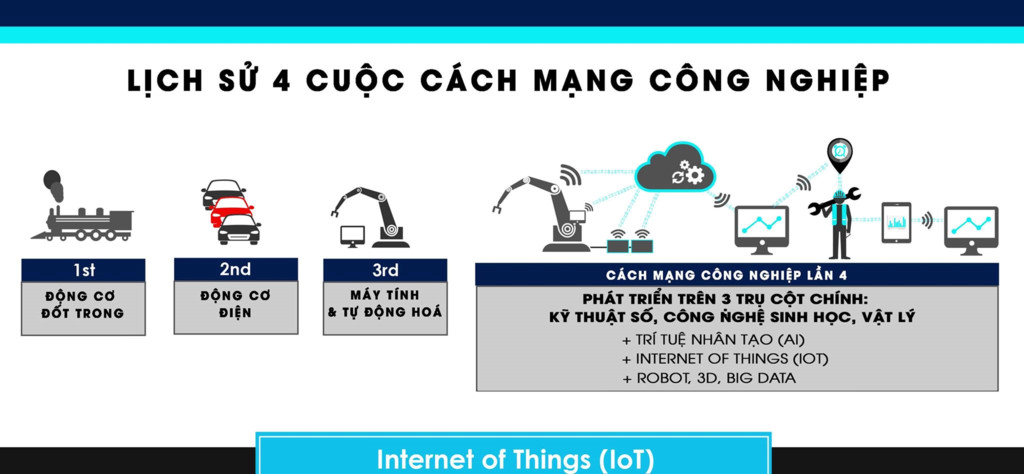 LỊCH SỬ 4 CUỘC CÁCH MẠNG CÔNG NGHIỆP
1st
ĐỘNG CƠ
ĐỐT TRONG
2nd
ĐỘNG CƠ
ĐIỆN
3rd
MÁY TÍNH
& TỰ ĐỘNG HOÁ
CÁCH MẠNG CÔNG NGHIỆP LẦN 4
PHÁT TRIỂN TRÊN 3 TRỤ CỘT CHÍNH:
KỸ THUẬT SỐ, CÔNG NGHỆ SINH HỌC, VẬT LÝ
+ TRÍ TUỆ NHÂN TẠO (AI)
+ INTERNET OF THINGS (IOT)
+ ROBOT, 3D, BIG DATA
Internet of Things (IoT)